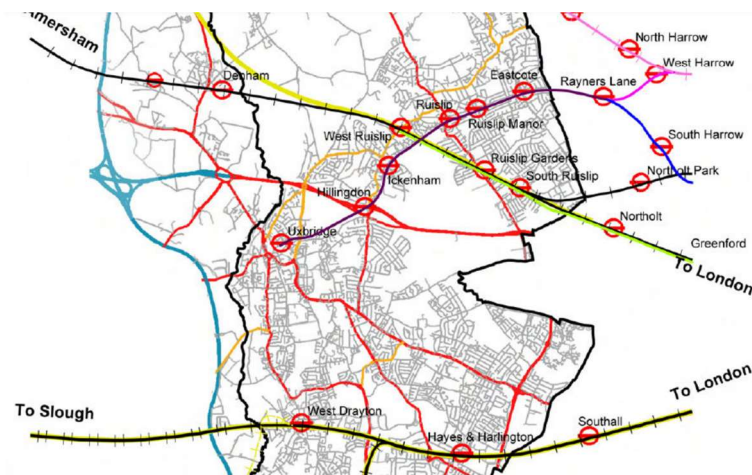 Amersham
North Harrow
West Harrow
Denham
Eastcote
Rayners Lane
Ruislip
Ruislip Manor
West Ruislip
South Harrow
Ruislip Gardens
Ickenham
South Ruislip
Northolt Park
Hillingdon
Uxbridge
Northolt
Greenford
To London
To London
To Slough
West Drayton
Southall
Hayes & Harlington